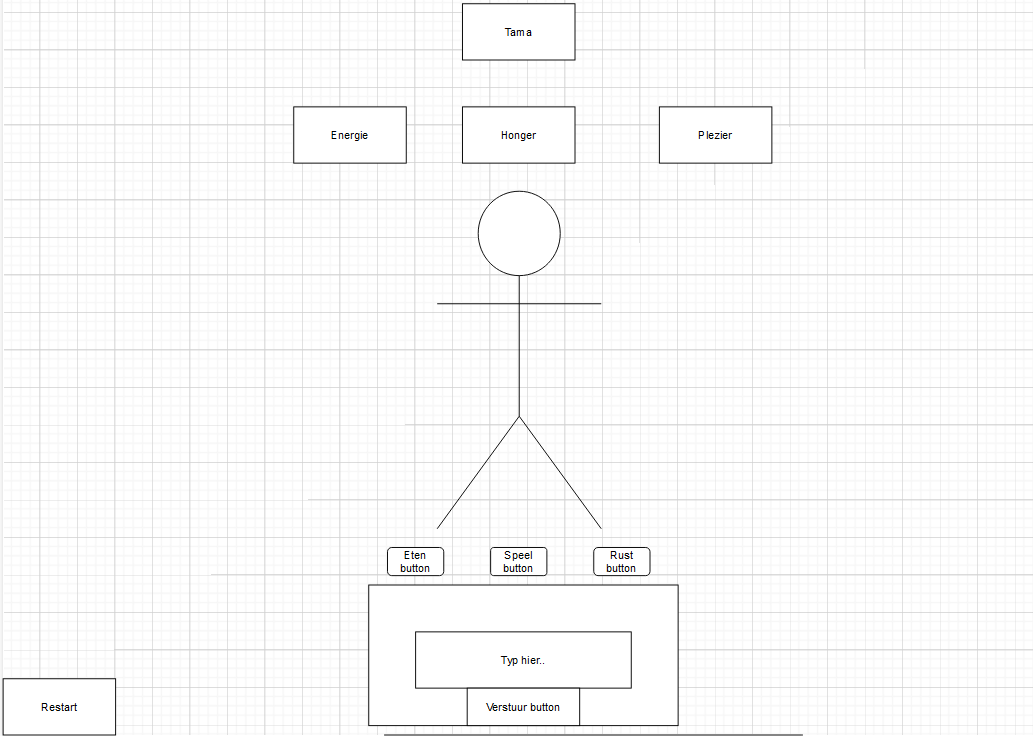 Tama
Energie
Honger
Plezier
Eten
button
Speel
button
Rust
button
Typ hier..
Verstuur button
Restart